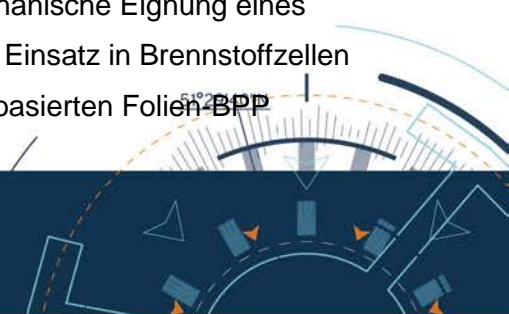 hanische Eignung eines
Einsatz in Brennstoffzellen
basierten Folien-BPP